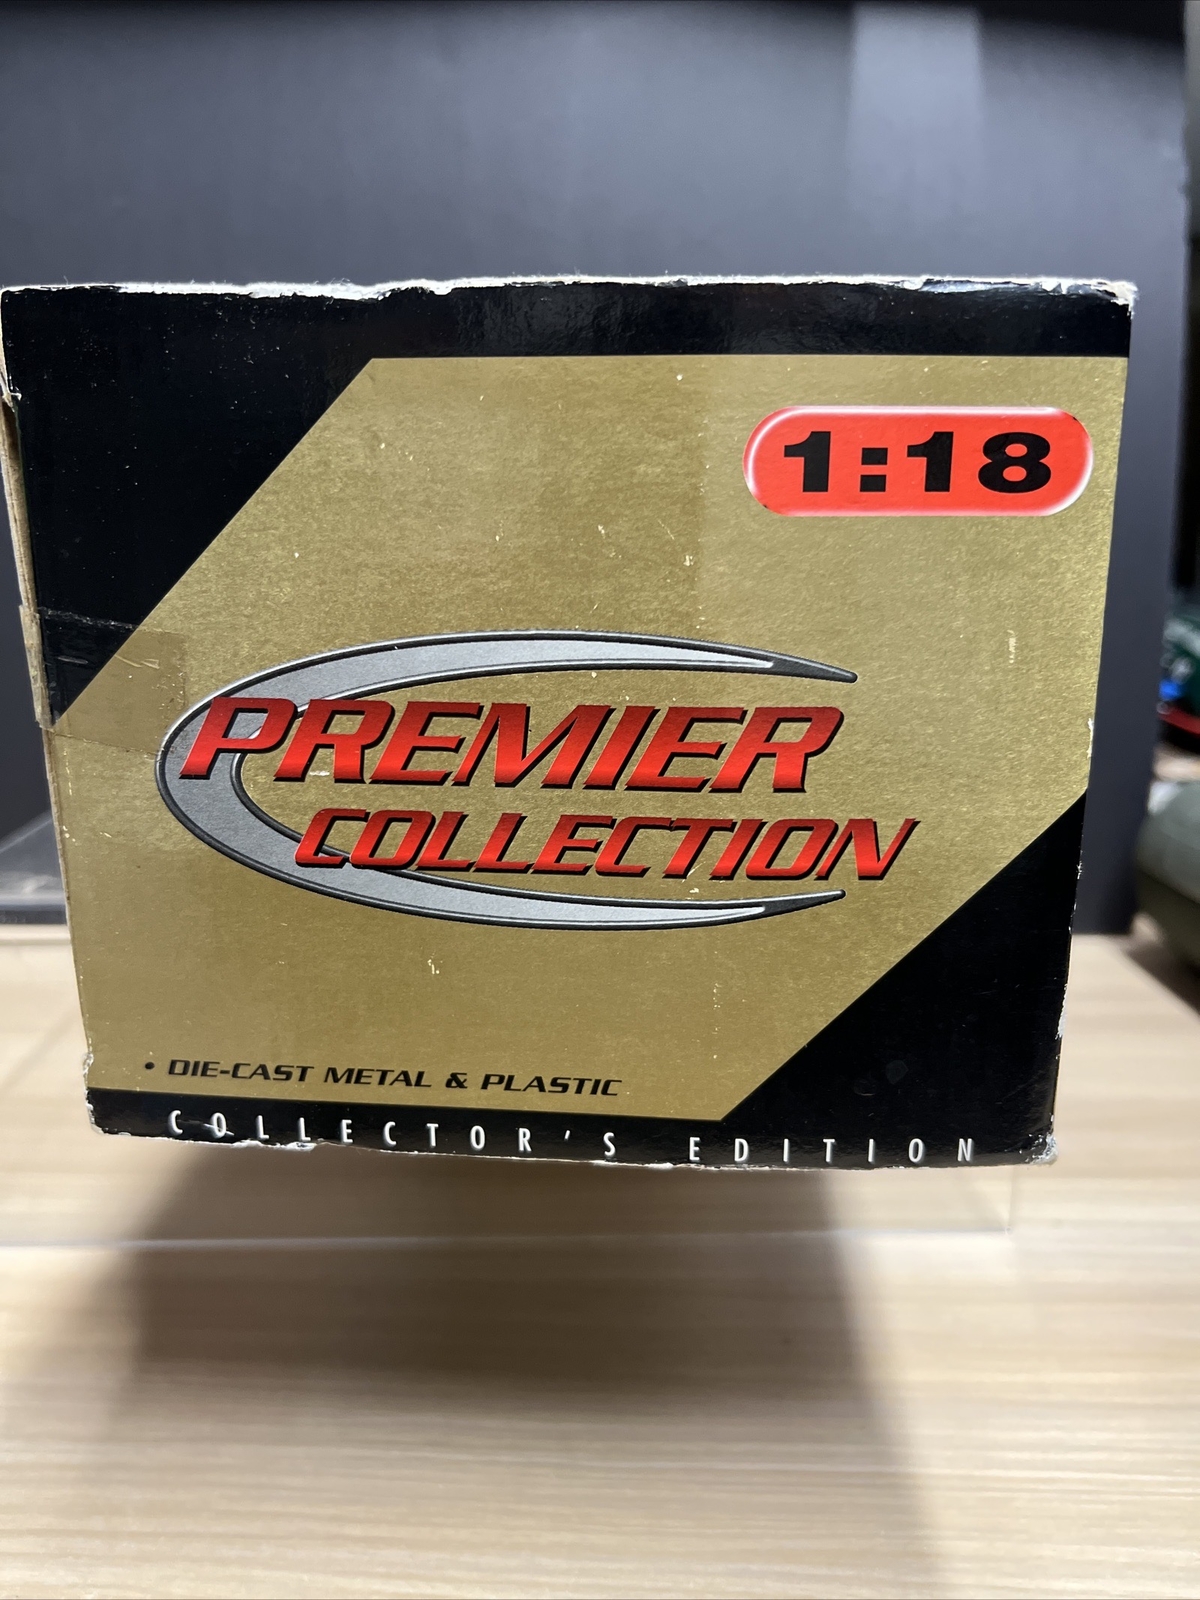 1:18
PREMIER
COLLECTION
• DIE-CAST METAL & PLASTIC
COLLECTOR'S EDITION